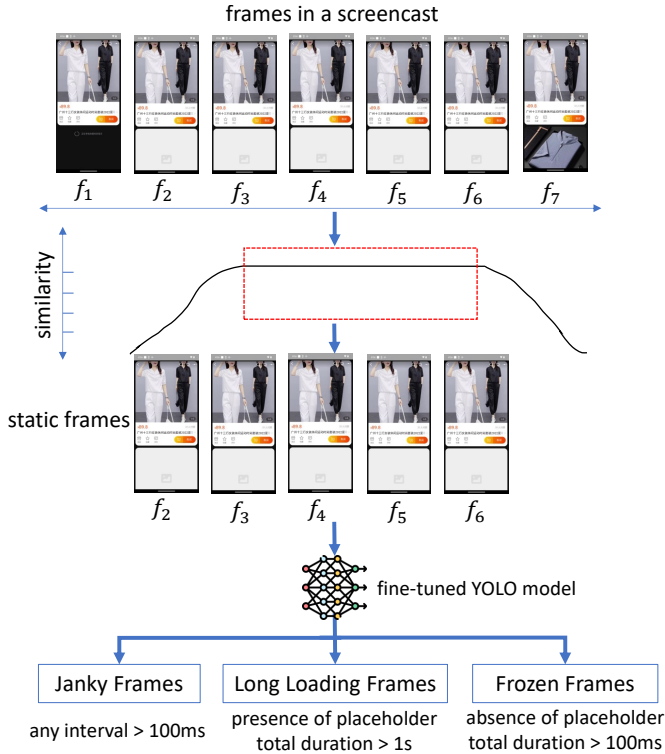 frames in a screencast
f₁ f₂ f₃ f₄ f₅ f₆ f₇
similarity
static frames
f₂ f₃ f₄ f₅ f₆
fine-tuned YOLO model
Janky Frames Long Loading Frames Frozen Frames
any interval > 100ms presence of placeholder absence of placeholder
total duration > 1s total duration > 100ms